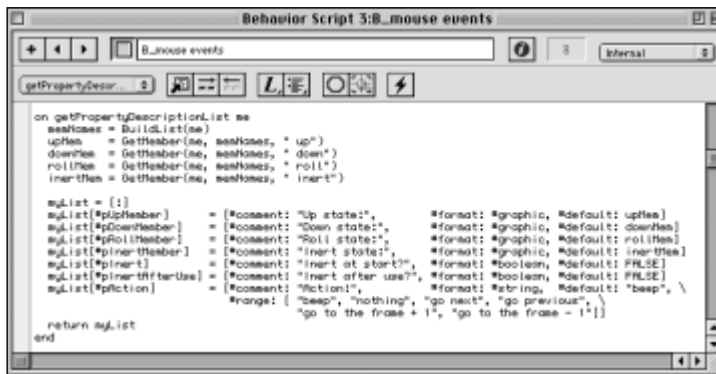 Behavior Script 3:B_mouse events
B_mouse events
3
Internal
getPropertyDescr...
on getPropertyDescriptionList me
  memNames = BuildList(me)
  upMem    = GetMember(me, memNames, " up")
  downMem  = GetMember(me, memNames, " down")
  rollMem  = GetMember(me, memNames, " roll")
  inertMem = GetMember(me, memNames, " inert")
  myList = [:]
  myList[#pUpMember]       = [#comment: "Up state:",         #format: #graphic, #default: upMem]
  myList[#pDownMember]     = [#comment: "Down state:",       #format: #graphic, #default: downMem]
  myList[#pRollMember]     = [#comment: "Roll state:",       #format: #graphic, #default: rollMem]
  myList[#pInertMember]    = [#comment: "Inert state:",      #format: #graphic, #default: inertMem]
  myList[#pInert]          = [#comment: "Inert at start?",   #format: #boolean, #default: FALSE]
  myList[#pInertAfterUse]  = [#comment: "Inert after use?",  #format: #boolean, #default: FALSE]
  myList[#pAction]         = [#comment: "Action:",           #format: #string,  #default: "beep", \
                              #range: [ "beep", "nothing", "go next", "go previous", \
                                        "go to the frame + 1", "go to the frame - 1"]]
  return myList
end